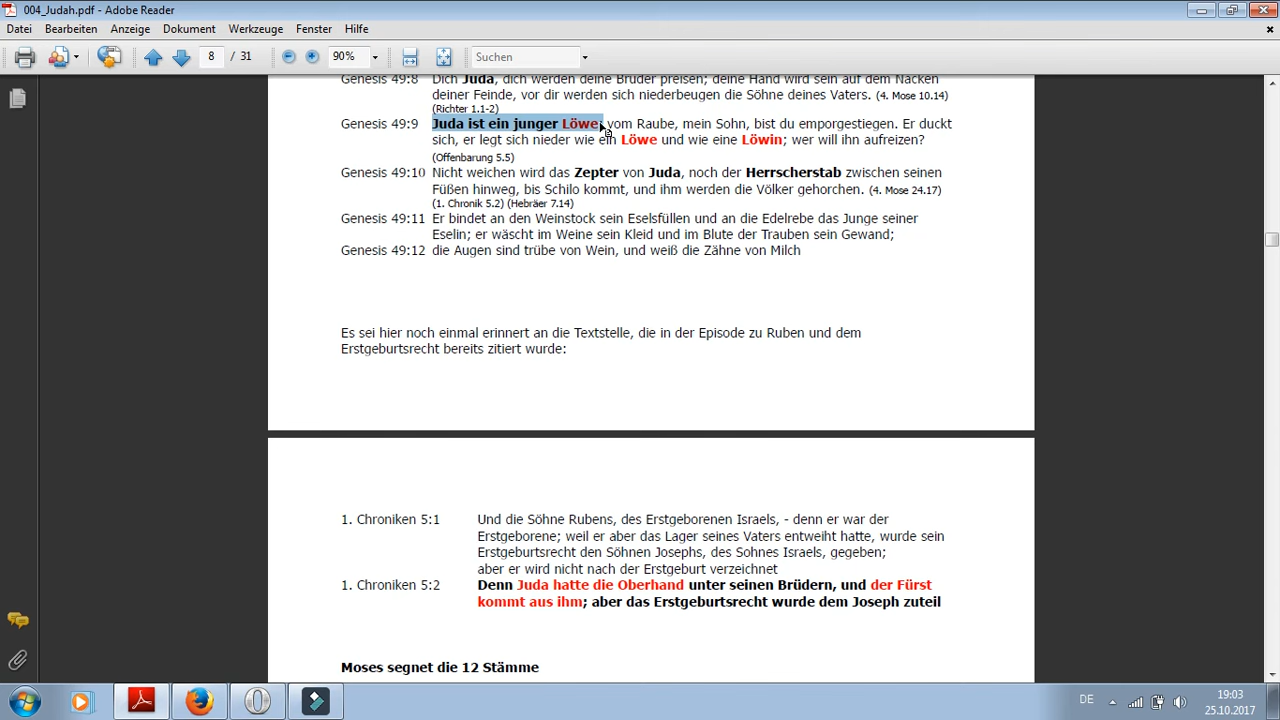 004_Judah.pdf - Adobe Reader
Datei Bearbeiten Anzeige Dokument Werkzeuge Fenster Hilfe
8 / 31 90% Suchen
Genesis 49:8 Dich Juda, dich werden deine Brüder preisen; deine Hand wird sein auf dem Nacken
deiner Feinde, vor dir werden sich niederbeugen die Söhne deines Vaters. (4. Mose 10.14)
(Richter 1.1-2)
Genesis 49:9 Juda ist ein junger Löwe, vom Raube, mein Sohn, bist du emporgestiegen. Er duckt
sich, er legt sich nieder wie ein Löwe und wie eine Löwin; wer will ihn aufreizen?
(Offenbarung 5.5)
Genesis 49:10 Nicht weichen wird das Zepter von Juda, noch der Herrscherstab zwischen seinen
Füßen hinweg, bis Schilo kommt, und ihm werden die Völker gehorchen. (4. Mose 24.17)
(1. Chronik 5.2) (Hebräer 7.14)
Genesis 49:11 Er bindet an den Weinstock sein Eselsfüllen und an die Edelrebe das Junge seiner
Eselin; er wäscht im Weine sein Kleid und im Blute der Trauben sein Gewand;
Genesis 49:12 die Augen sind trübe von Wein, und weiß die Zähne von Milch
Es sei hier noch einmal erinnert an die Textstelle, die in der Episode zu Ruben und dem
Erstgeburtsrecht bereits zitiert wurde:
1. Chroniken 5:1 Und die Söhne Rubens, des Erstgeborenen Israels, - denn er war der
Erstgeborene; weil er aber das Lager seines Vaters entweiht hatte, wurde sein
Erstgeburtsrecht den Söhnen Josephs, des Sohnes Israels, gegeben;
aber er wird nicht nach der Erstgeburt verzeichnet
1. Chroniken 5:2 Denn Juda hatte die Oberhand unter seinen Brüdern, und der Fürst
kommt aus ihm; aber das Erstgeburtsrecht wurde dem Joseph zuteil
Moses segnet die 12 Stämme
DE 19:03
25.10.2017